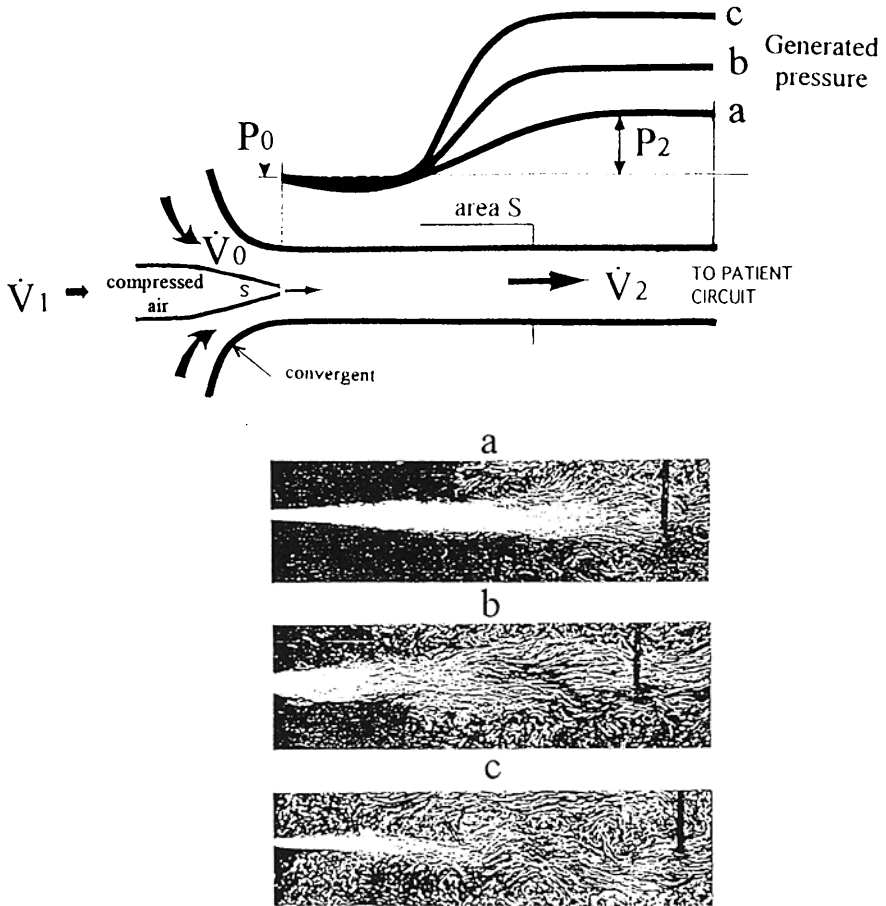 c
b
a
Generated
pressure
P0
P2
area S
V̇0
V̇1
compressed
air
s
V̇2
TO PATIENT
CIRCUIT
convergent
a
b
c